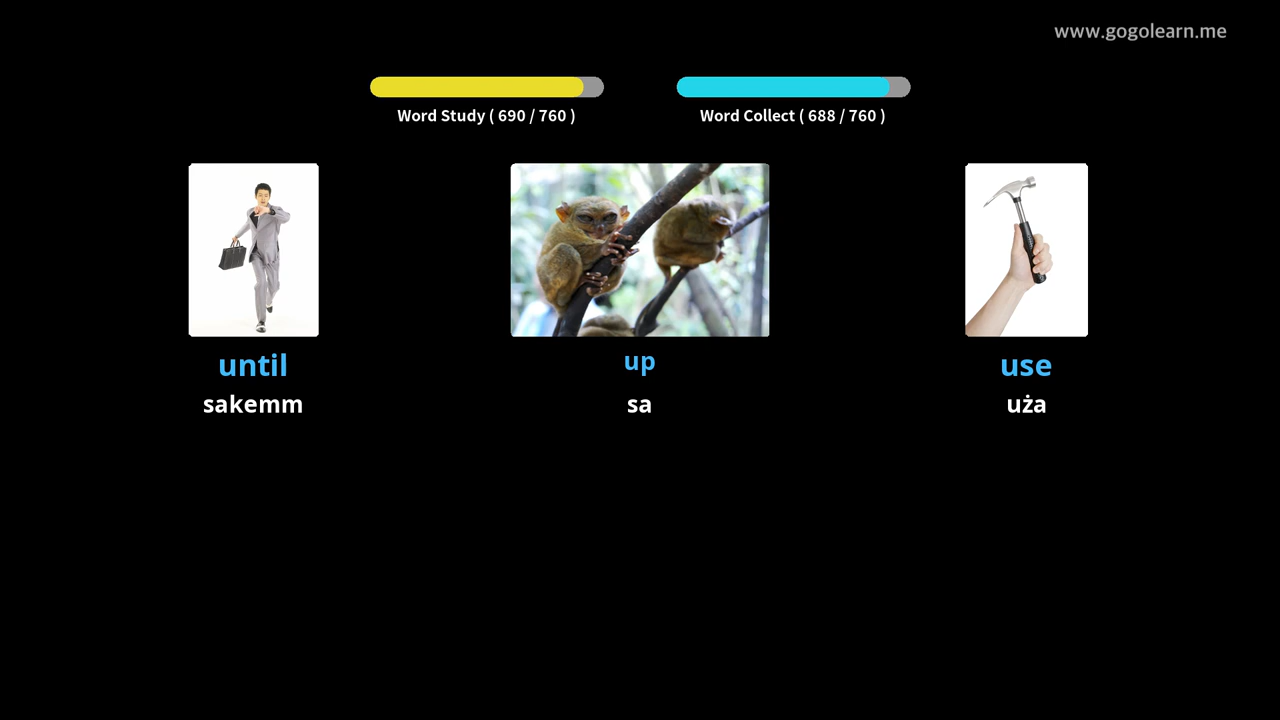 www.gogolearn.me
Word Study ( 690 / 760 )
Word Collect ( 688 / 760 )
until
sakemm
up
sa
use
uża